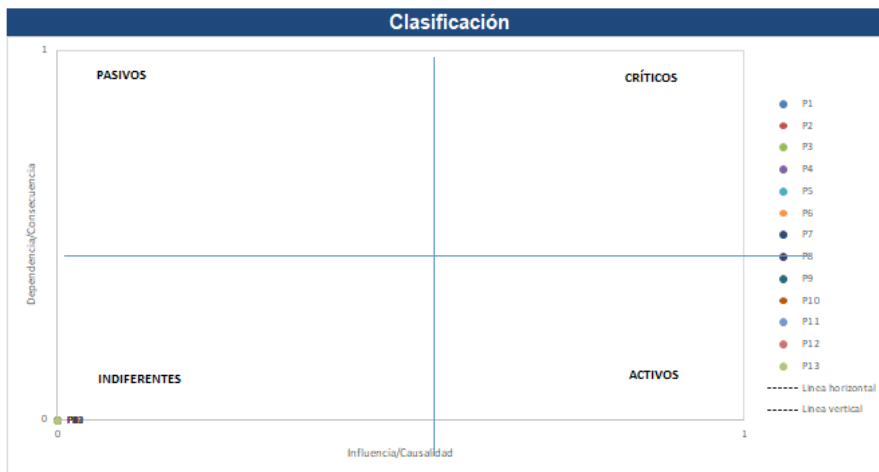 Clasificación
1
PASIVOS
CRÍTICOS
Dependencia/Consecuencia
INDIFERENTES
ACTIVOS
0
0
1
Influencia/Causalidad
P1
P2
P3
P4
P5
P6
P7
P8
P9
P10
P11
P12
P13
Linea horizontal
Linea vertical